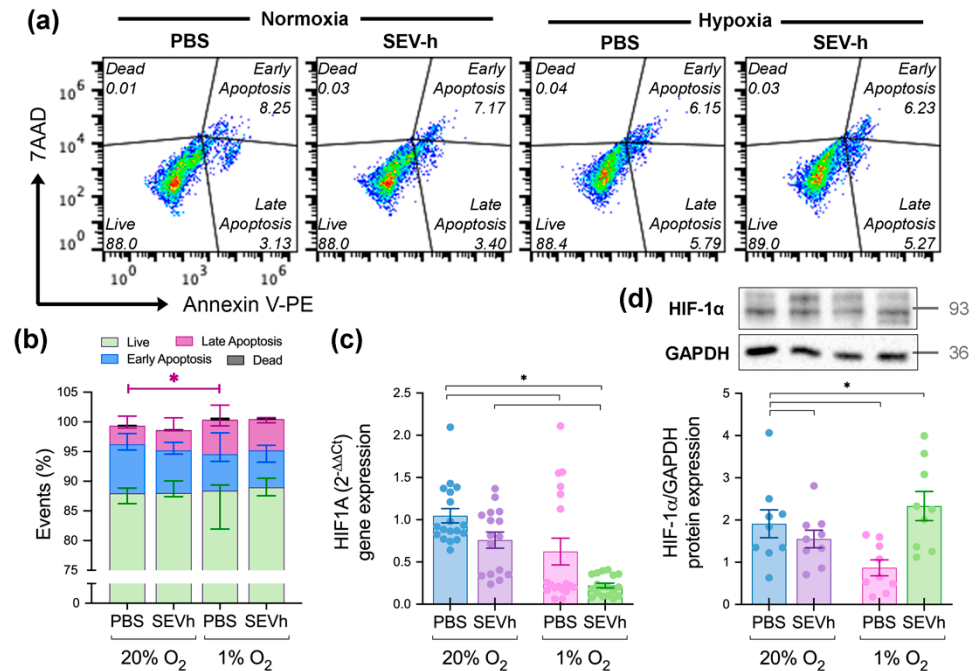 (a)
Normoxia
Hypoxia
PBS
SEV-h
PBS
SEV-h
7AAD
10⁶
10⁴
10²
10⁰
Dead
0.01
Early
Apoptosis
8.25
Live
88.0
Late
Apoptosis
3.13
Dead
0.03
Early
Apoptosis
7.17
Live
88.0
Late
Apoptosis
3.40
Dead
0.04
Early
Apoptosis
6.15
Live
88.4
Late
Apoptosis
5.79
Dead
0.03
Early
Apoptosis
6.23
Live
89.0
Late
Apoptosis
5.27
10⁰ 10³ 10⁶
Annexin V-PE
(b)
Live
Late Apoptosis
Early Apoptosis
Dead
*
Events (%)
105
100
95
90
85
80
75
0
PBS SEVh PBS SEVh
20% O₂ 1% O₂
(c)
HIF1A (2^-ΔΔCt)
gene expression
2.5
2.0
1.5
1.0
0.5
0.0
*
PBS SEVh PBS SEVh
20% O₂ 1% O₂
(d)
HIF-1α
93
GAPDH
36
HIF-1α/GAPDH
protein expression
5
4
3
2
1
0
*
PBS SEVh PBS SEVh
20% O₂ 1% O₂